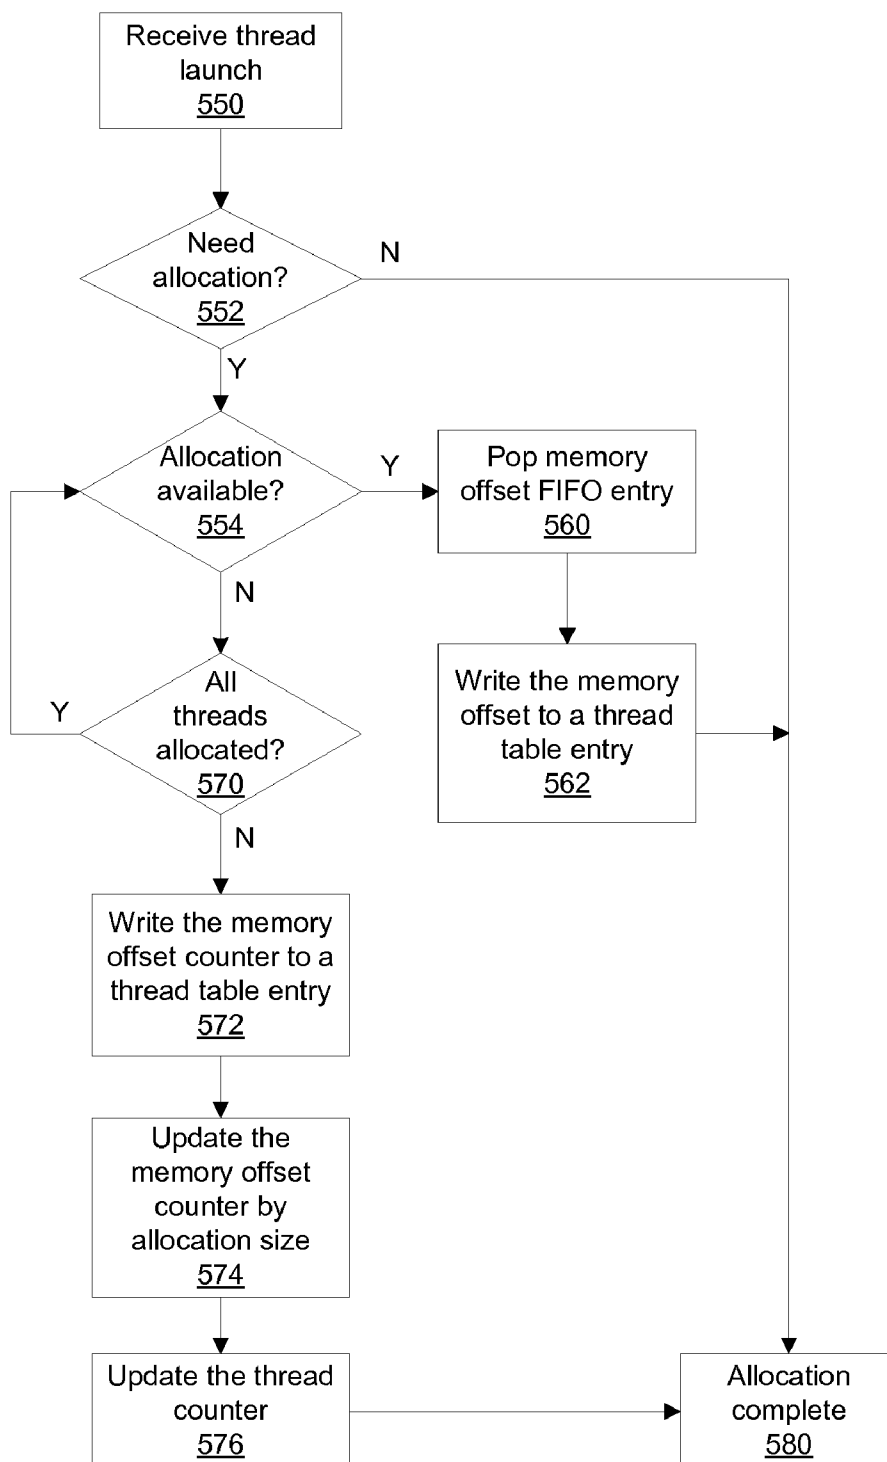 Receive thread
launch
550
Need
allocation?
552
N
Y
Allocation
available?
554
Y
Pop memory
offset FIFO entry
560
N
Write the memory
offset to a thread
table entry
562
All
threads
allocated?
570
Y
N
Write the memory
offset counter to a
thread table entry
572
Update the
memory offset
counter by
allocation size
574
Update the thread
counter
576
Allocation
complete
580